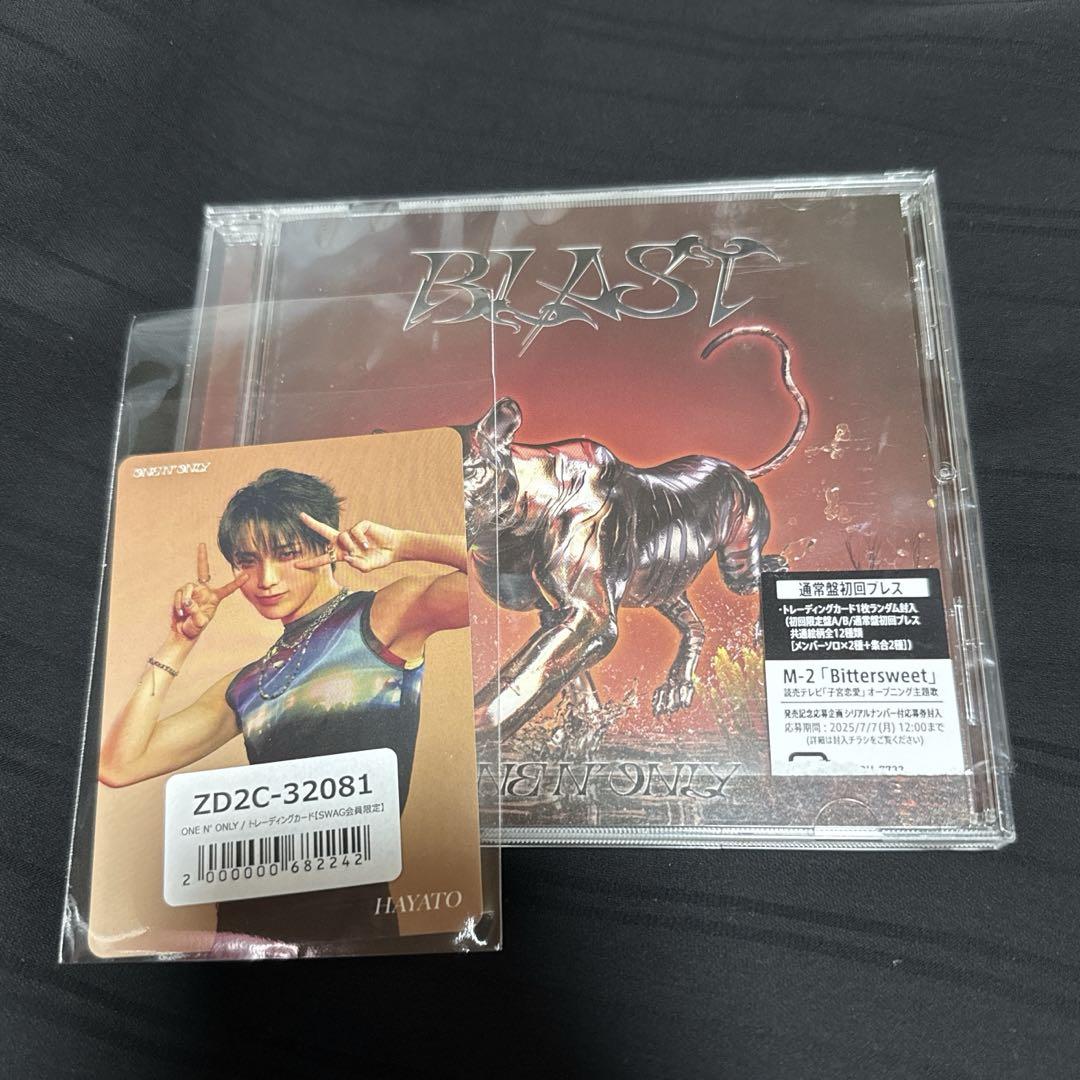 BLAST
ONE N' ONLY
通常盤初回プレス
・トレーディングカード1枚ランダム封入
(初回限定盤A/B/通常盤初回プレス
共通絵柄全12種類
[メンバーソロ×2種+集合2種])
M-2「Bittersweet」
読売テレビ「子宮恋愛」オープニング主題歌
発売記念応募企画 シリアルナンバー付応募券封入
応募期間:2025/7/7(月) 12:00まで
(詳細は封入チラシをご覧ください)
ONE N' ONLY
ZD2C-32081
ONE N' ONLY / トレーディングカード【SWAG会員限定】
2 000000 682242
HAYATO